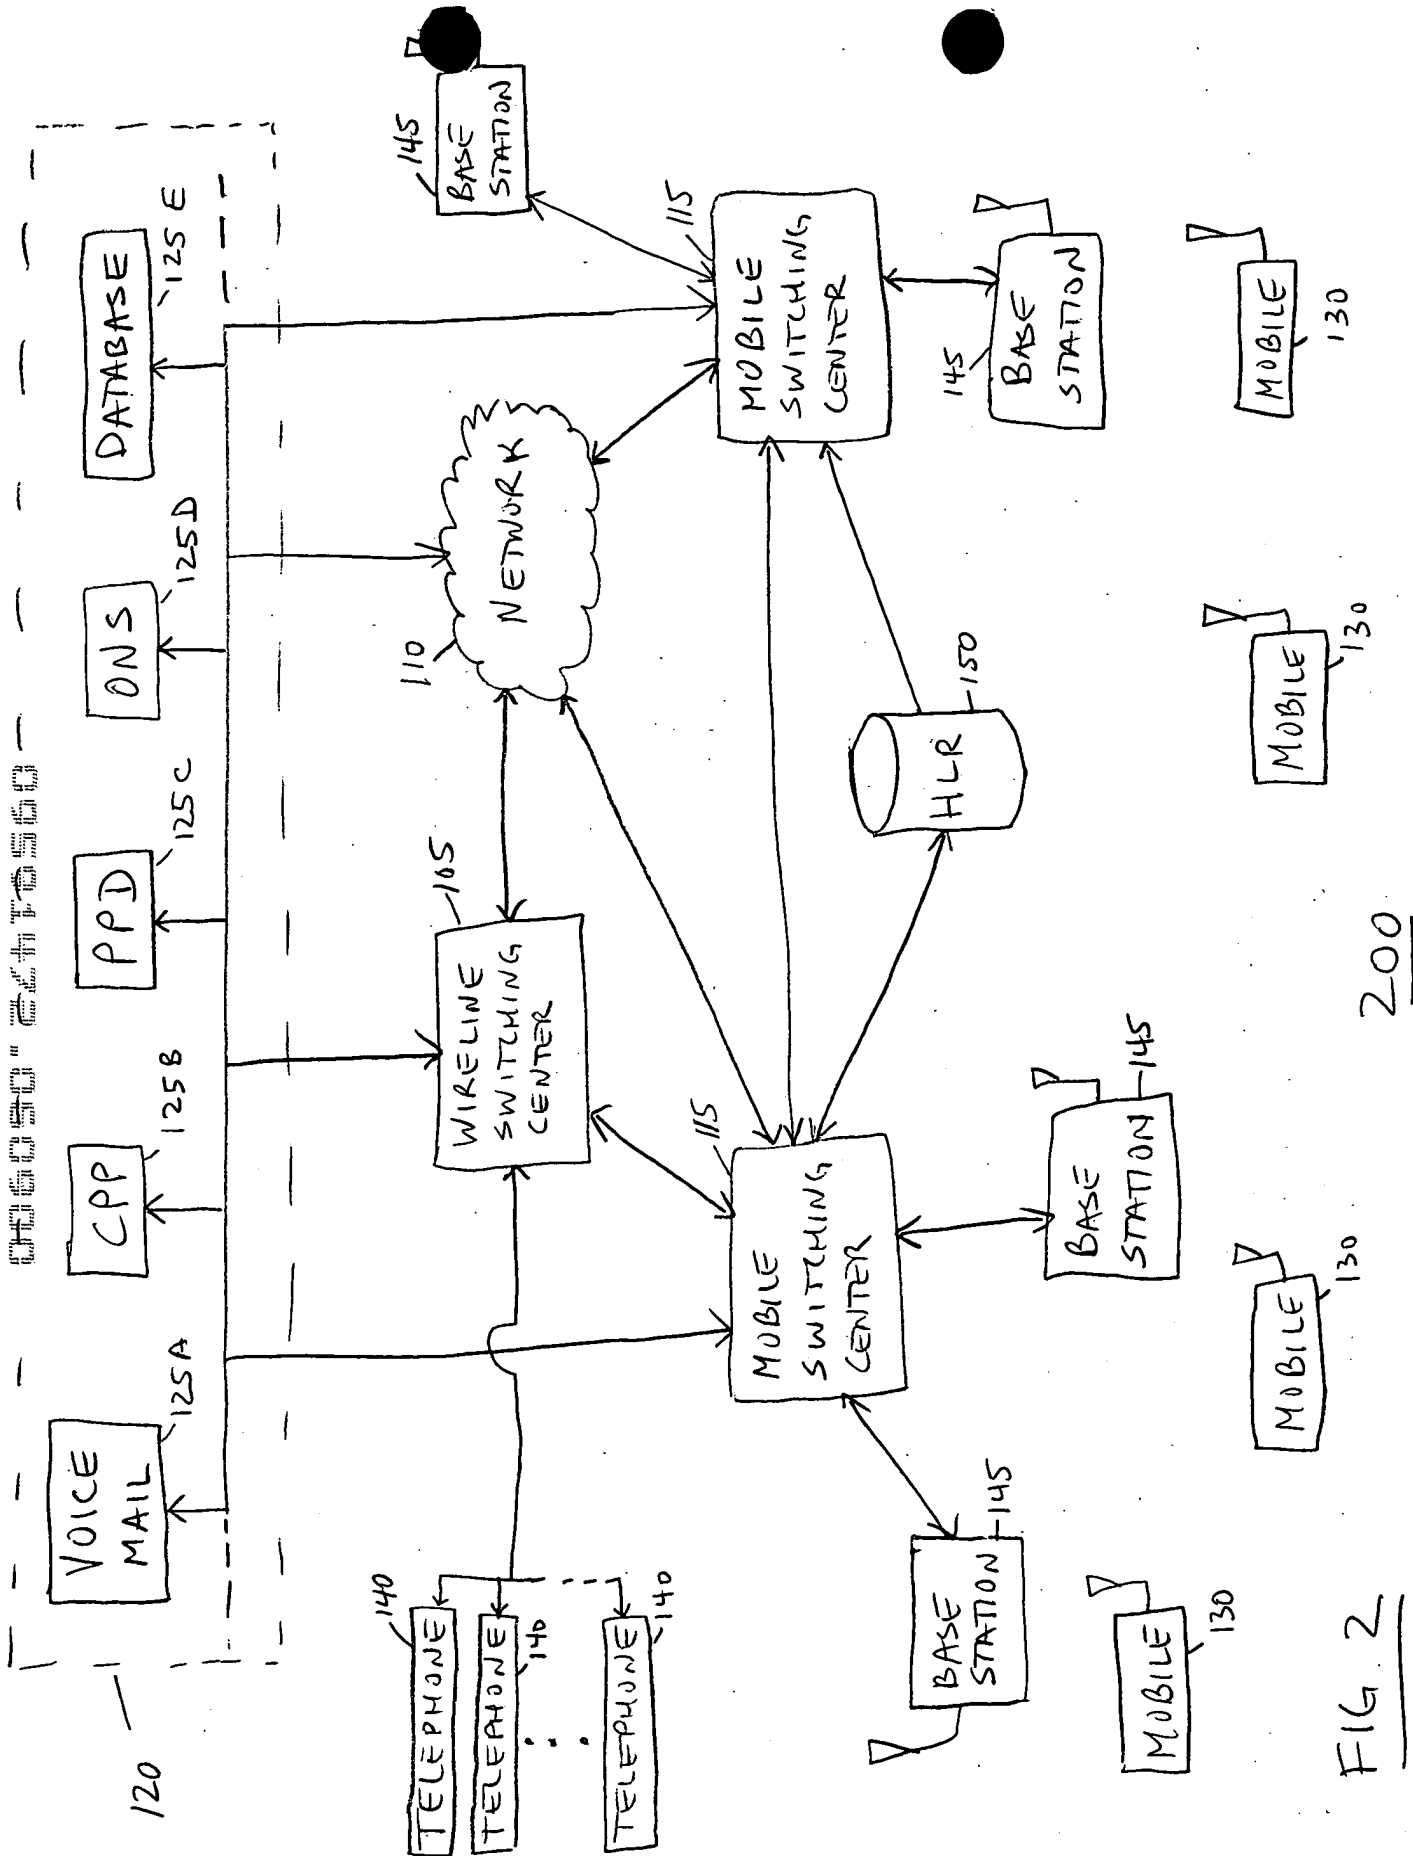 120
VOICE
MAIL
125A
CPP
125B
PPD
125C
ONS
125D
DATABASE
125E
TELEPHONE
140
TELEPHONE
140
TELEPHONE
140
WIRELINE
SWITCHING
CENTER
105
NETWORK
110
BASE
STATION
145
MOBILE
SWITCHING
CENTER
115
MOBILE
SWITCHING
CENTER
115
HLR
150
BASE
STATION
145
BASE
STATION
145
BASE
STATION
145
MOBILE
130
MOBILE
130
MOBILE
130
MOBILE
130
FIG. 2
200